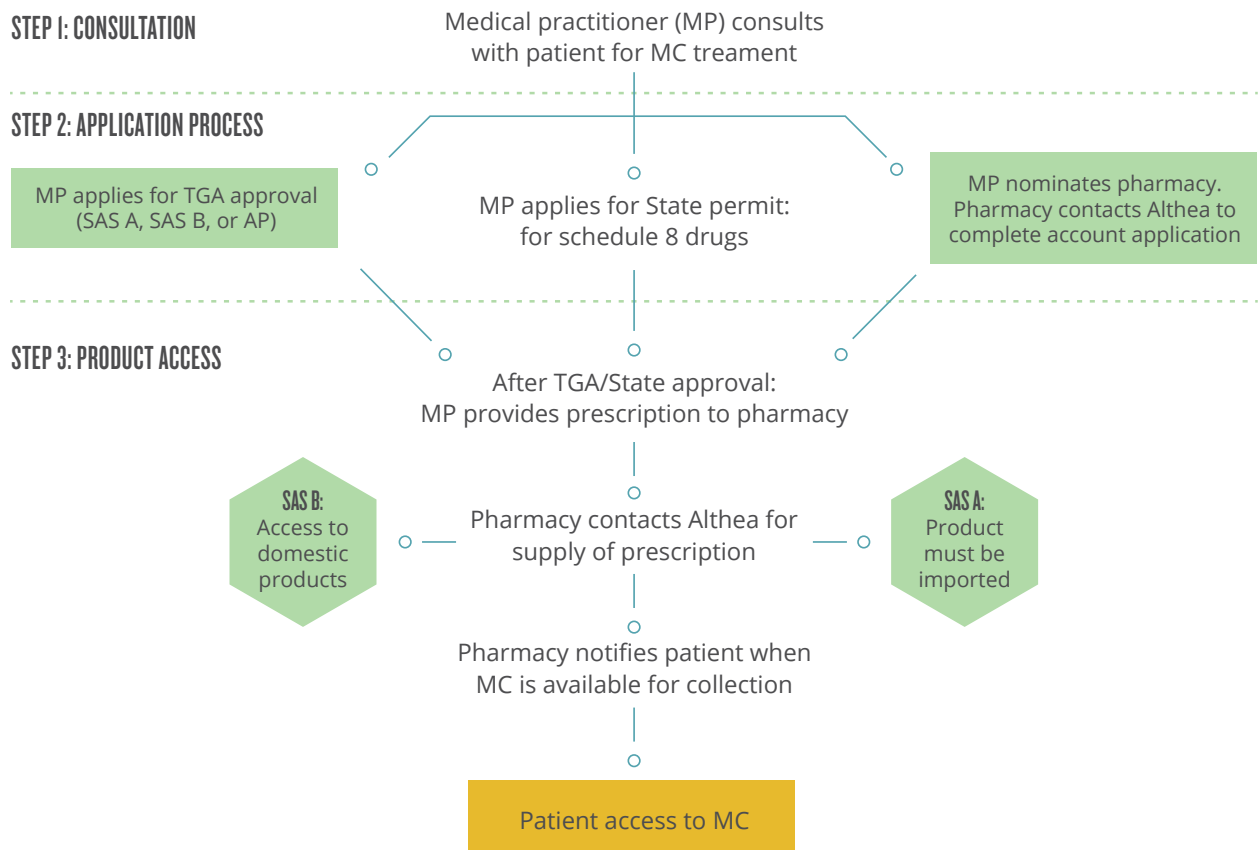 STEP 1: CONSULTATION
Medical practitioner (MP) consults
with patient for MC treament
STEP 2: APPLICATION PROCESS
MP applies for TGA approval
(SAS A, SAS B, or AP)
MP applies for State permit:
for schedule 8 drugs
MP nominates pharmacy.
Pharmacy contacts Althea to
complete account application
STEP 3: PRODUCT ACCESS
After TGA/State approval:
MP provides prescription to pharmacy
SAS B:
Access to
domestic
products
Pharmacy contacts Althea for
supply of prescription
SAS A:
Product
must be
imported
Pharmacy notifies patient when
MC is available for collection
Patient access to MC